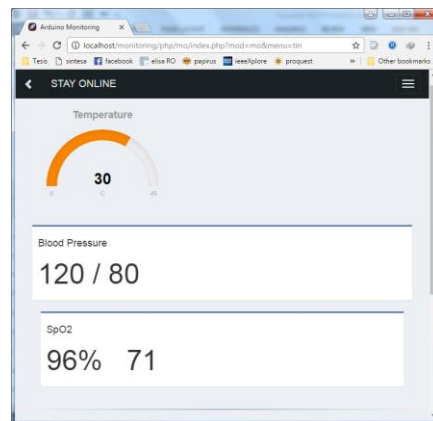 Arduino Monitoring
localhost/monitoring/php/mo/index.php?mod=mo&menu=tin
Tesis sintesa facebook elisa RO papirus ieeeXplore proquest » Other bookmarks
STAY ONLINE
Temperature
30
0 C 45
Blood Pressure
120 / 80
SpO2
96% 71